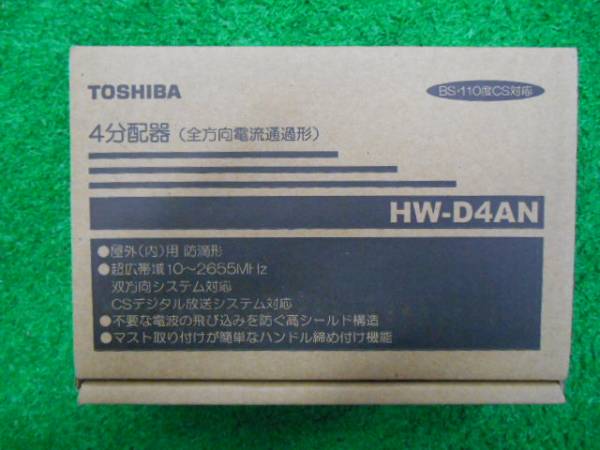 TOSHIBA
BS・110度CS対応
4分配器（全方向電流通過形）
HW-D4AN
●屋外（内）用 防滴形
●超広帯域10〜2655MHz
双方向システム対応
CSデジタル放送システム対応
●不要な電波の飛び込みを防ぐ高シールド構造
●マスト取り付けが簡単なハンドル締め付け機能